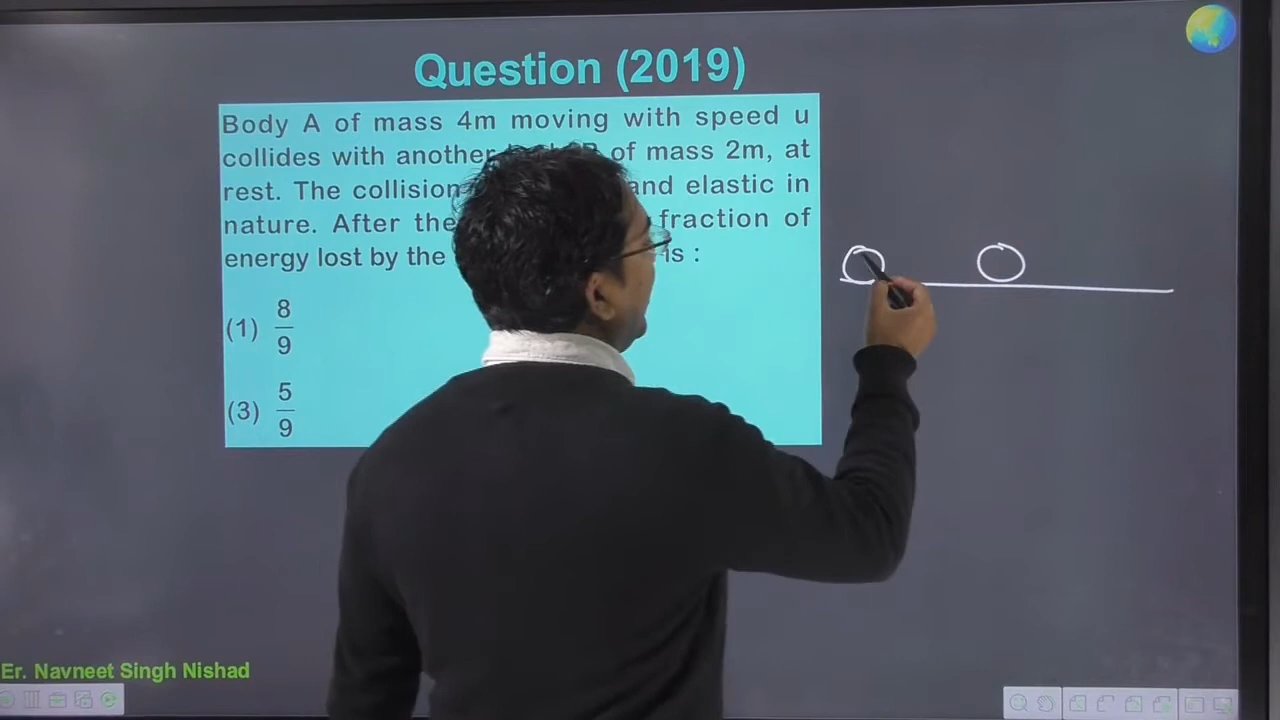 Question (2019)
Body A of mass 4m moving with speed u
collides with another of mass 2m, at
rest. The collision and elastic in
nature. After the fraction of
energy lost by the is :
(1) 8/9
(3) 5/9
Er. Navneet Singh Nishad